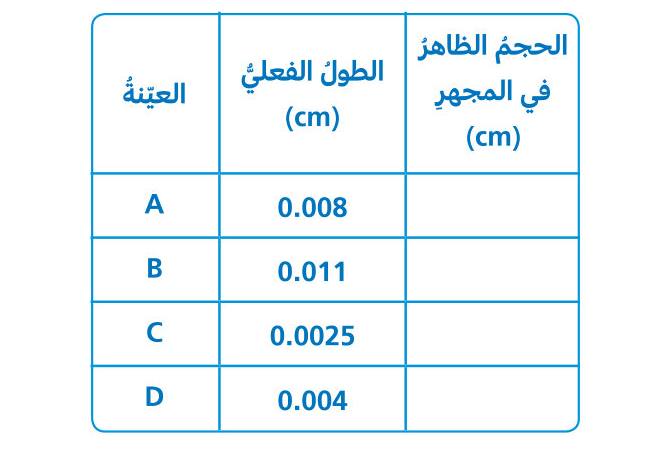 العيّنةُ
الطولُ الفعليُّ
(cm)
الحجمُ الظاهرُ
في المجهرِ
(cm)
A
0.008
B
0.011
C
0.0025
D
0.004